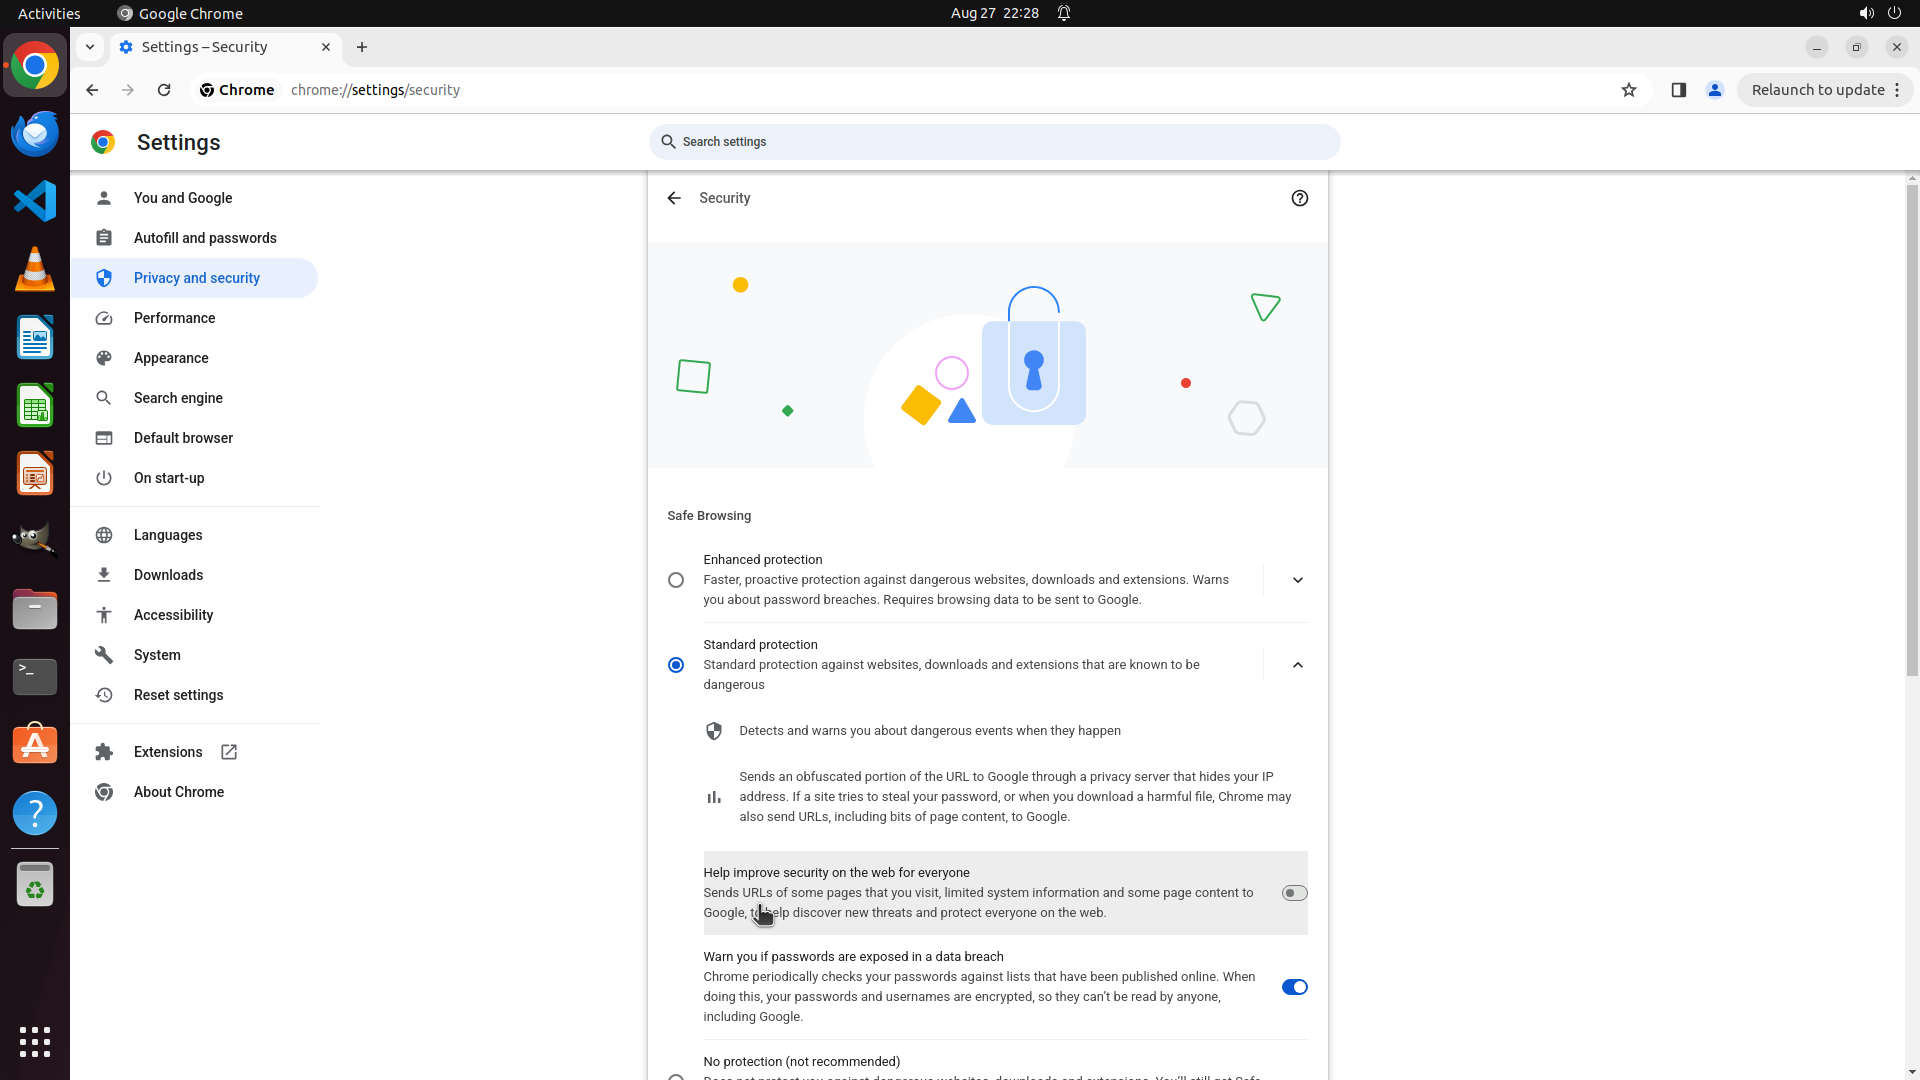 Activities
Google Chrome
Aug 27 22:28
Settings – Security
Chrome
chrome://settings/security
Relaunch to update
Settings
Search settings
You and Google
Autofill and passwords
Privacy and security
Performance
Appearance
Search engine
Default browser
On start-up
Languages
Downloads
Accessibility
System
Reset settings
Extensions
About Chrome
Security
Safe Browsing
Enhanced protection
Faster, proactive protection against dangerous websites, downloads and extensions. Warns
you about password breaches. Requires browsing data to be sent to Google.
Standard protection
Standard protection against websites, downloads and extensions that are known to be
dangerous
Detects and warns you about dangerous events when they happen
Sends an obfuscated portion of the URL to Google through a privacy server that hides your IP
address. If a site tries to steal your password, or when you download a harmful file, Chrome may
also send URLs, including bits of page content, to Google.
Help improve security on the web for everyone
Sends URLs of some pages that you visit, limited system information and some page content to
Google, to help discover new threats and protect everyone on the web.
Warn you if passwords are exposed in a data breach
Chrome periodically checks your passwords against lists that have been published online. When
doing this, your passwords and usernames are encrypted, so they can't be read by anyone,
including Google.
No protection (not recommended)